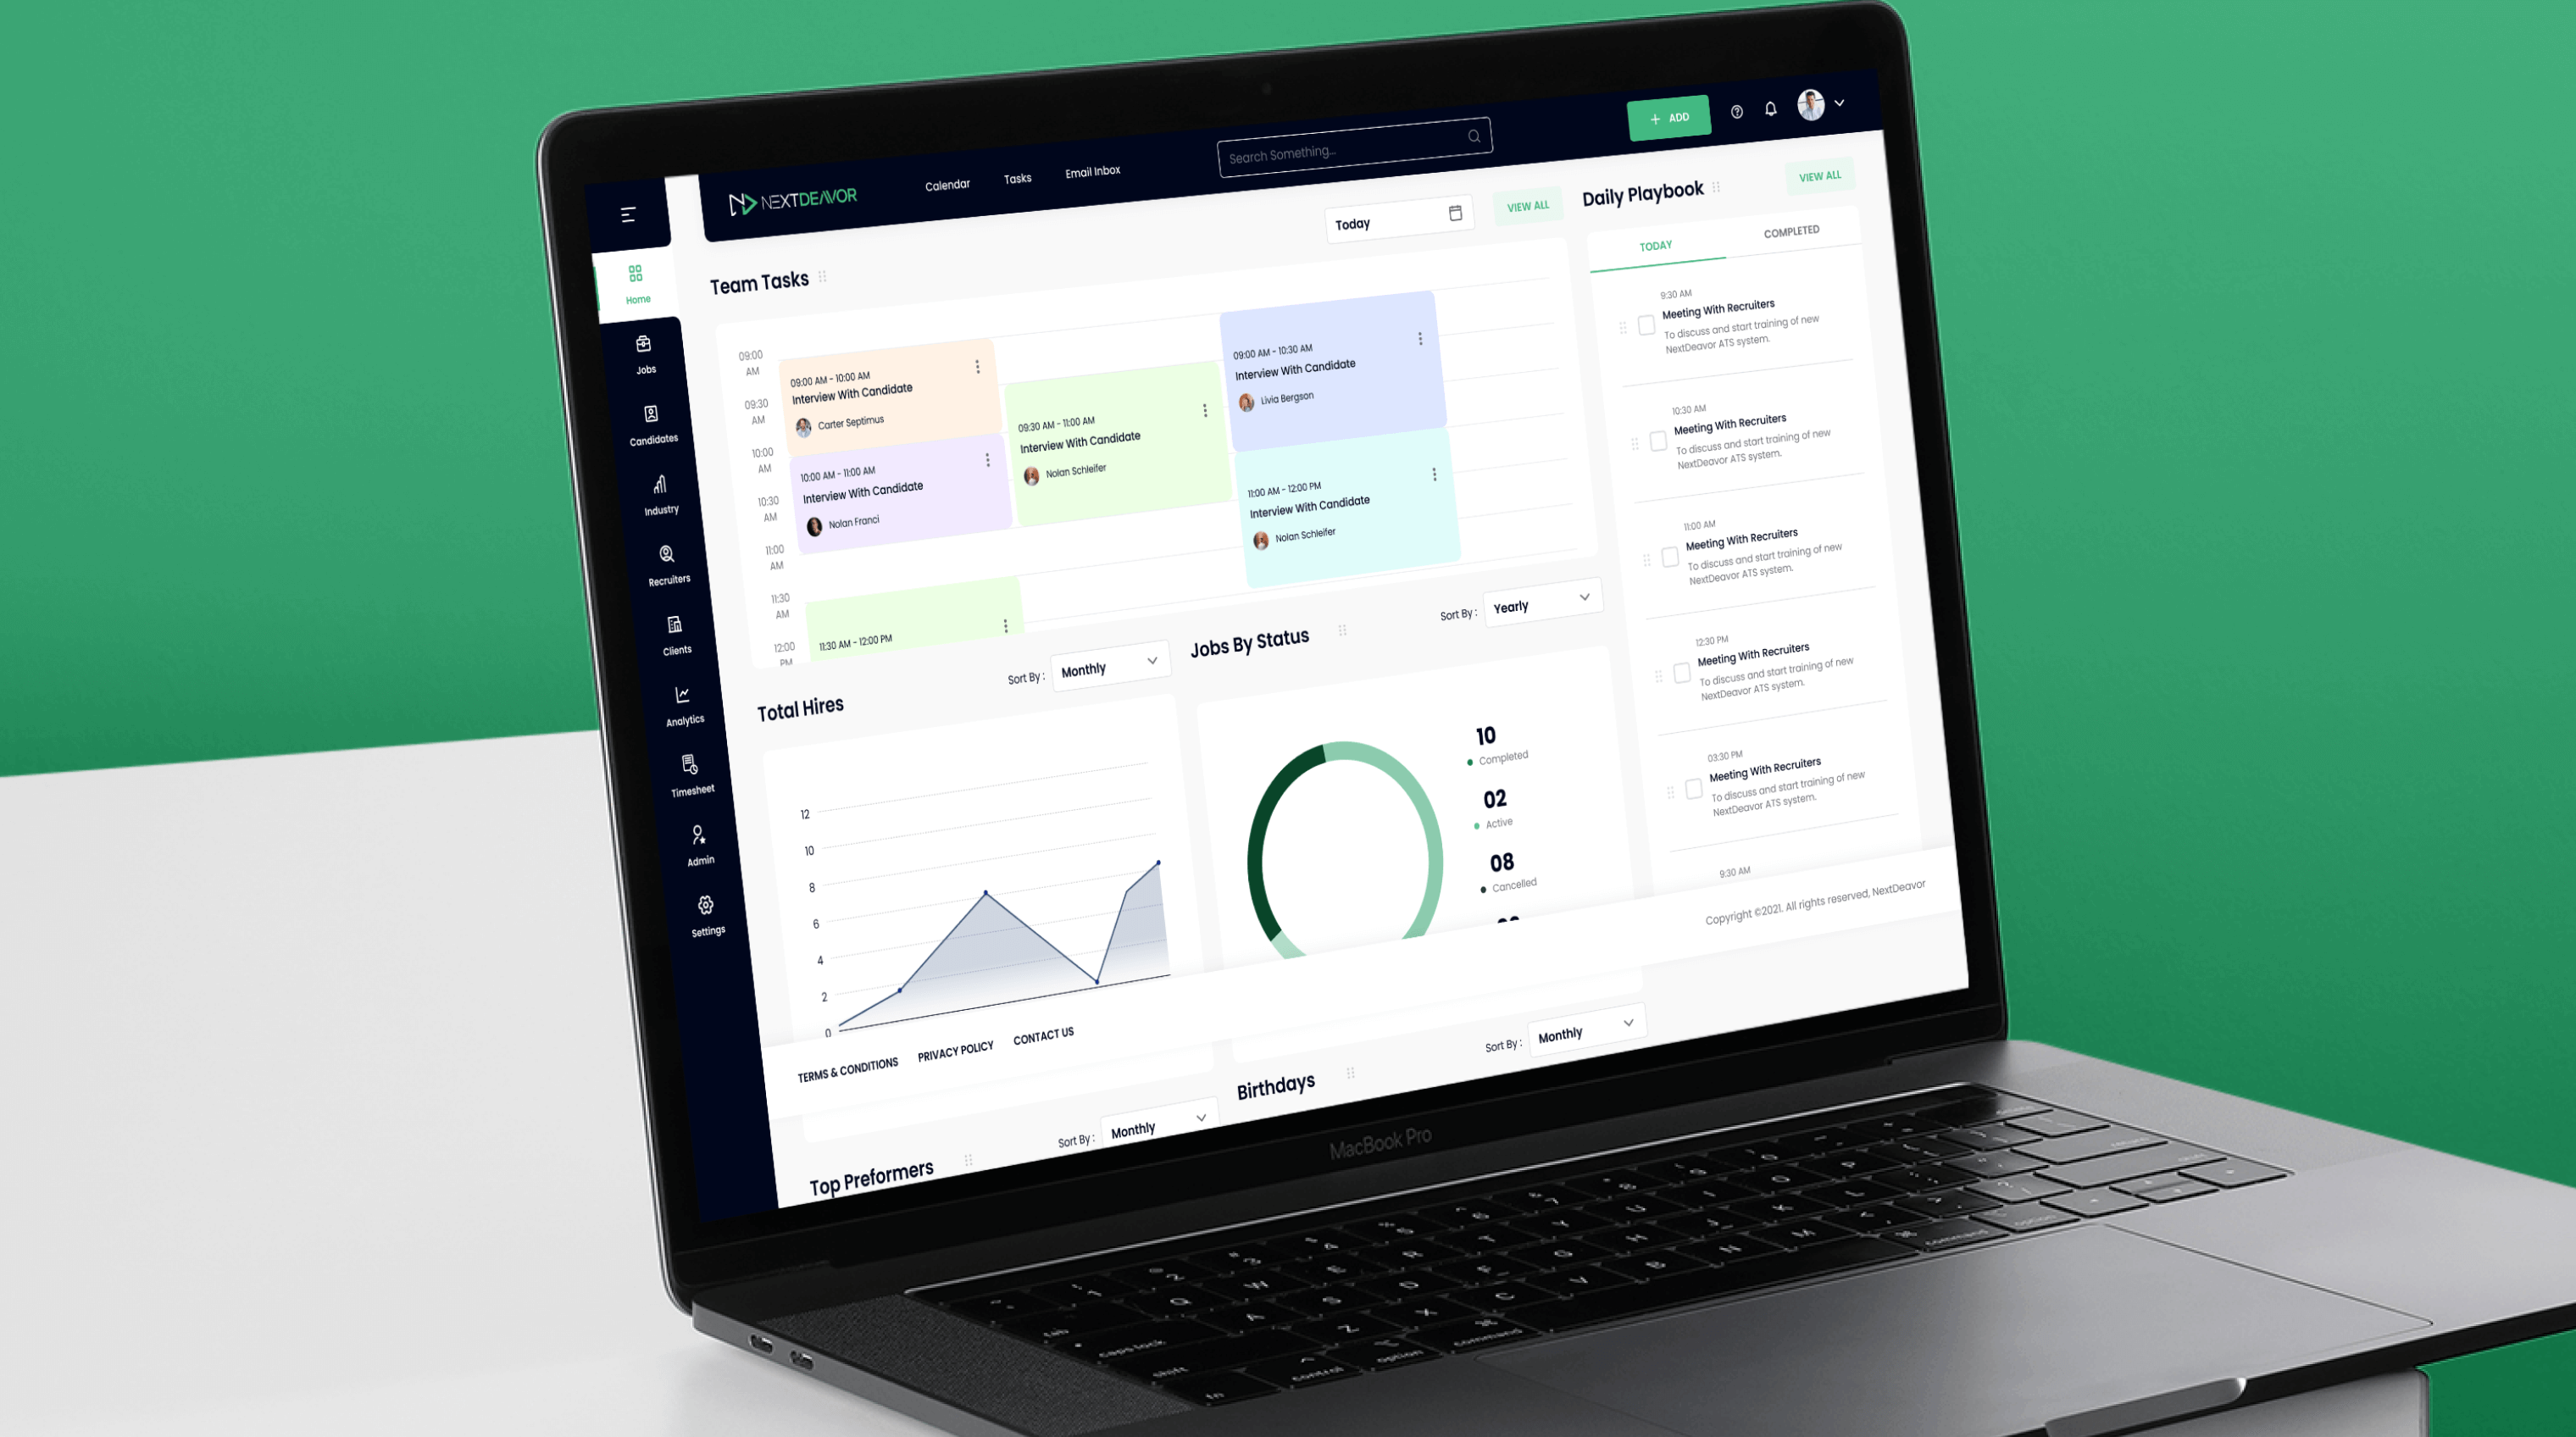 NEXTDEAVOR
Calendar
Tasks
Email Inbox
Search Something...
+ ADD
Home
Jobs
Candidates
Industry
Recruiters
Clients
Analytics
Timesheet
Admin
Settings
Team Tasks
Today
VIEW ALL
09:00
AM
09:30
AM
10:00
AM
10:30
AM
11:00
AM
11:30
AM
12:00
PM
09:00 AM - 10:00 AM
Interview With Candidate
Carter Septimus
10:00 AM - 11:00 AM
Interview With Candidate
Nolan Franci
11:30 AM - 12:00 PM
09:30 AM - 11:00 AM
Interview With Candidate
Nolan Schleifer
09:00 AM - 10:30 AM
Interview With Candidate
Livia Bergson
11:00 AM - 12:00 PM
Interview With Candidate
Nolan Schleifer
Daily Playbook
VIEW ALL
TODAY
COMPLETED
9:30 AM
Meeting With Recruiters
To discuss and start training of new
NextDeavor ATS system.
10:30 AM
Meeting With Recruiters
To discuss and start training of new
NextDeavor ATS system.
11:00 AM
Meeting With Recruiters
To discuss and start training of new
NextDeavor ATS system.
12:30 PM
Meeting With Recruiters
To discuss and start training of new
NextDeavor ATS system.
03:30 PM
Meeting With Recruiters
To discuss and start training of new
NextDeavor ATS system.
9:30 AM
Total Hires
Sort By :
Monthly
12
10
8
6
4
2
0
Jobs By Status
Sort By :
Yearly
10
Completed
02
Active
08
Cancelled
TERMS & CONDITIONS
PRIVACY POLICY
CONTACT US
Copyright ©2021. All rights reserved, NextDeavor
Top Preformers
Sort By :
Monthly
Birthdays
Sort By :
Monthly
MacBook Pro
tab
caps lock
shift
fn
control
option
command
command
option